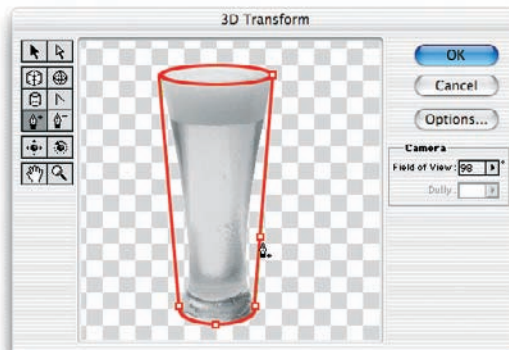 3D Transform
OK
Cancel
Options...
Camera
Field of View: 98 °
Dolly: